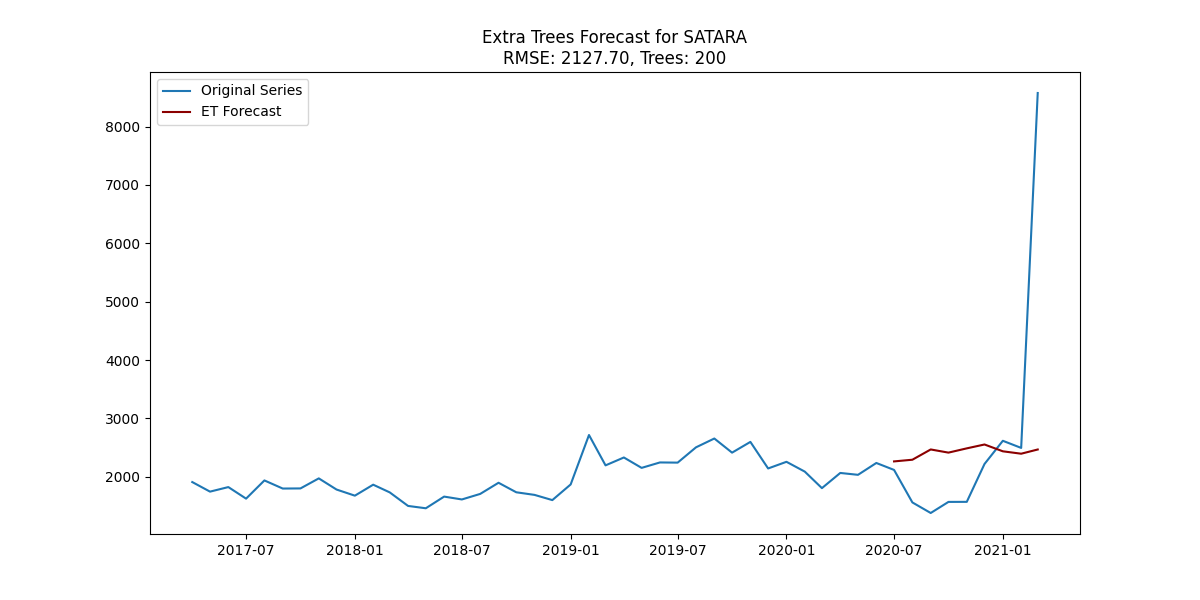 Extra Trees Forecast for SATARA
RMSE: 2127.70, Trees: 200
Original Series
ET Forecast
8000
7000
6000
5000
4000
3000
2000
2017-07 2018-01 2018-07 2019-01 2019-07 2020-01 2020-07 2021-01